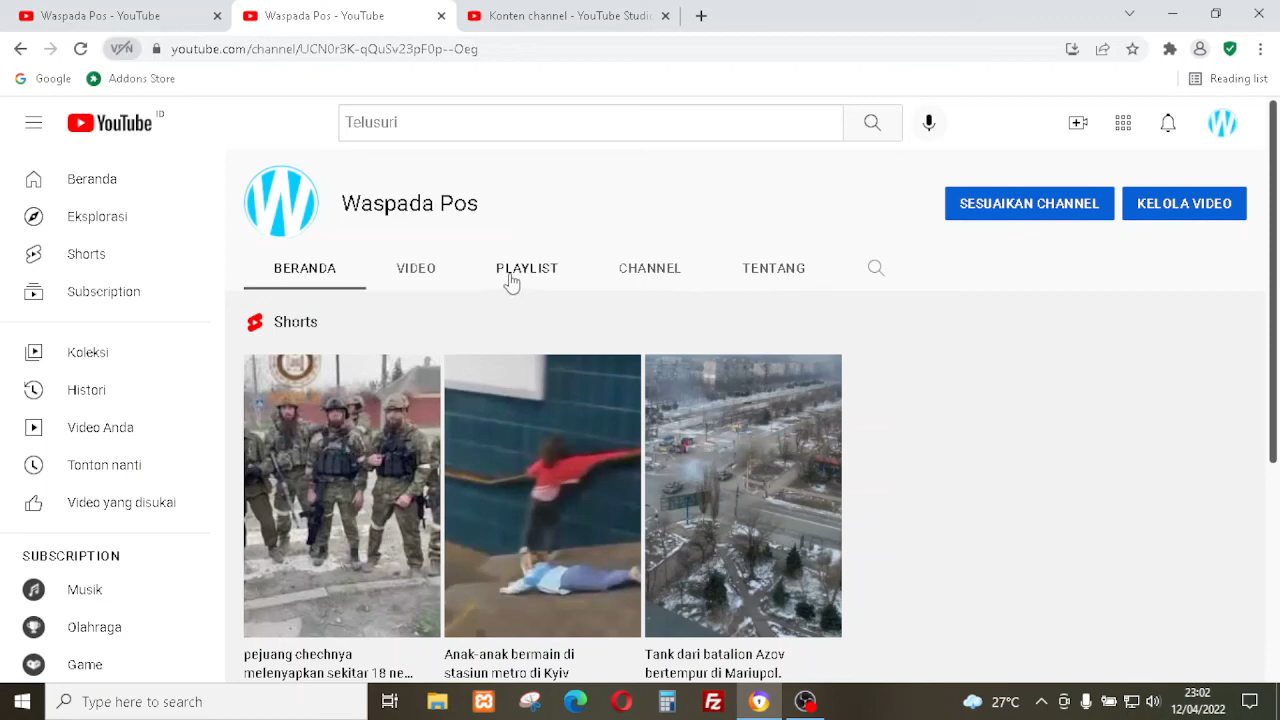 Waspada Pos - YouTube
Waspada Pos - YouTube
Konten channel - YouTube Studio
VPN
youtube.com/channel/UCN0r3K-qQuSv23pF0p--Oeg
Google
Addons Store
Reading list
YouTube ID
Telusuri
Beranda
Eksplorasi
Shorts
Subscription
Koleksi
Histori
Video Anda
Tonton nanti
Video yang disukai
SUBSCRIPTION
Musik
Olahraga
Game
W
Waspada Pos
SESUAIKAN CHANNEL
KELOLA VIDEO
BERANDA
VIDEO
PLAYLIST
CHANNEL
TENTANG
Shorts
pejuang chechnya
melenyapkan sekitar 18 ne...
Anak-anak bermain di
stasiun metro di Kyiv
Tank dari batalion Azov
bertempur di Mariupol.
Type here to search
27°C
23:02
12/04/2022